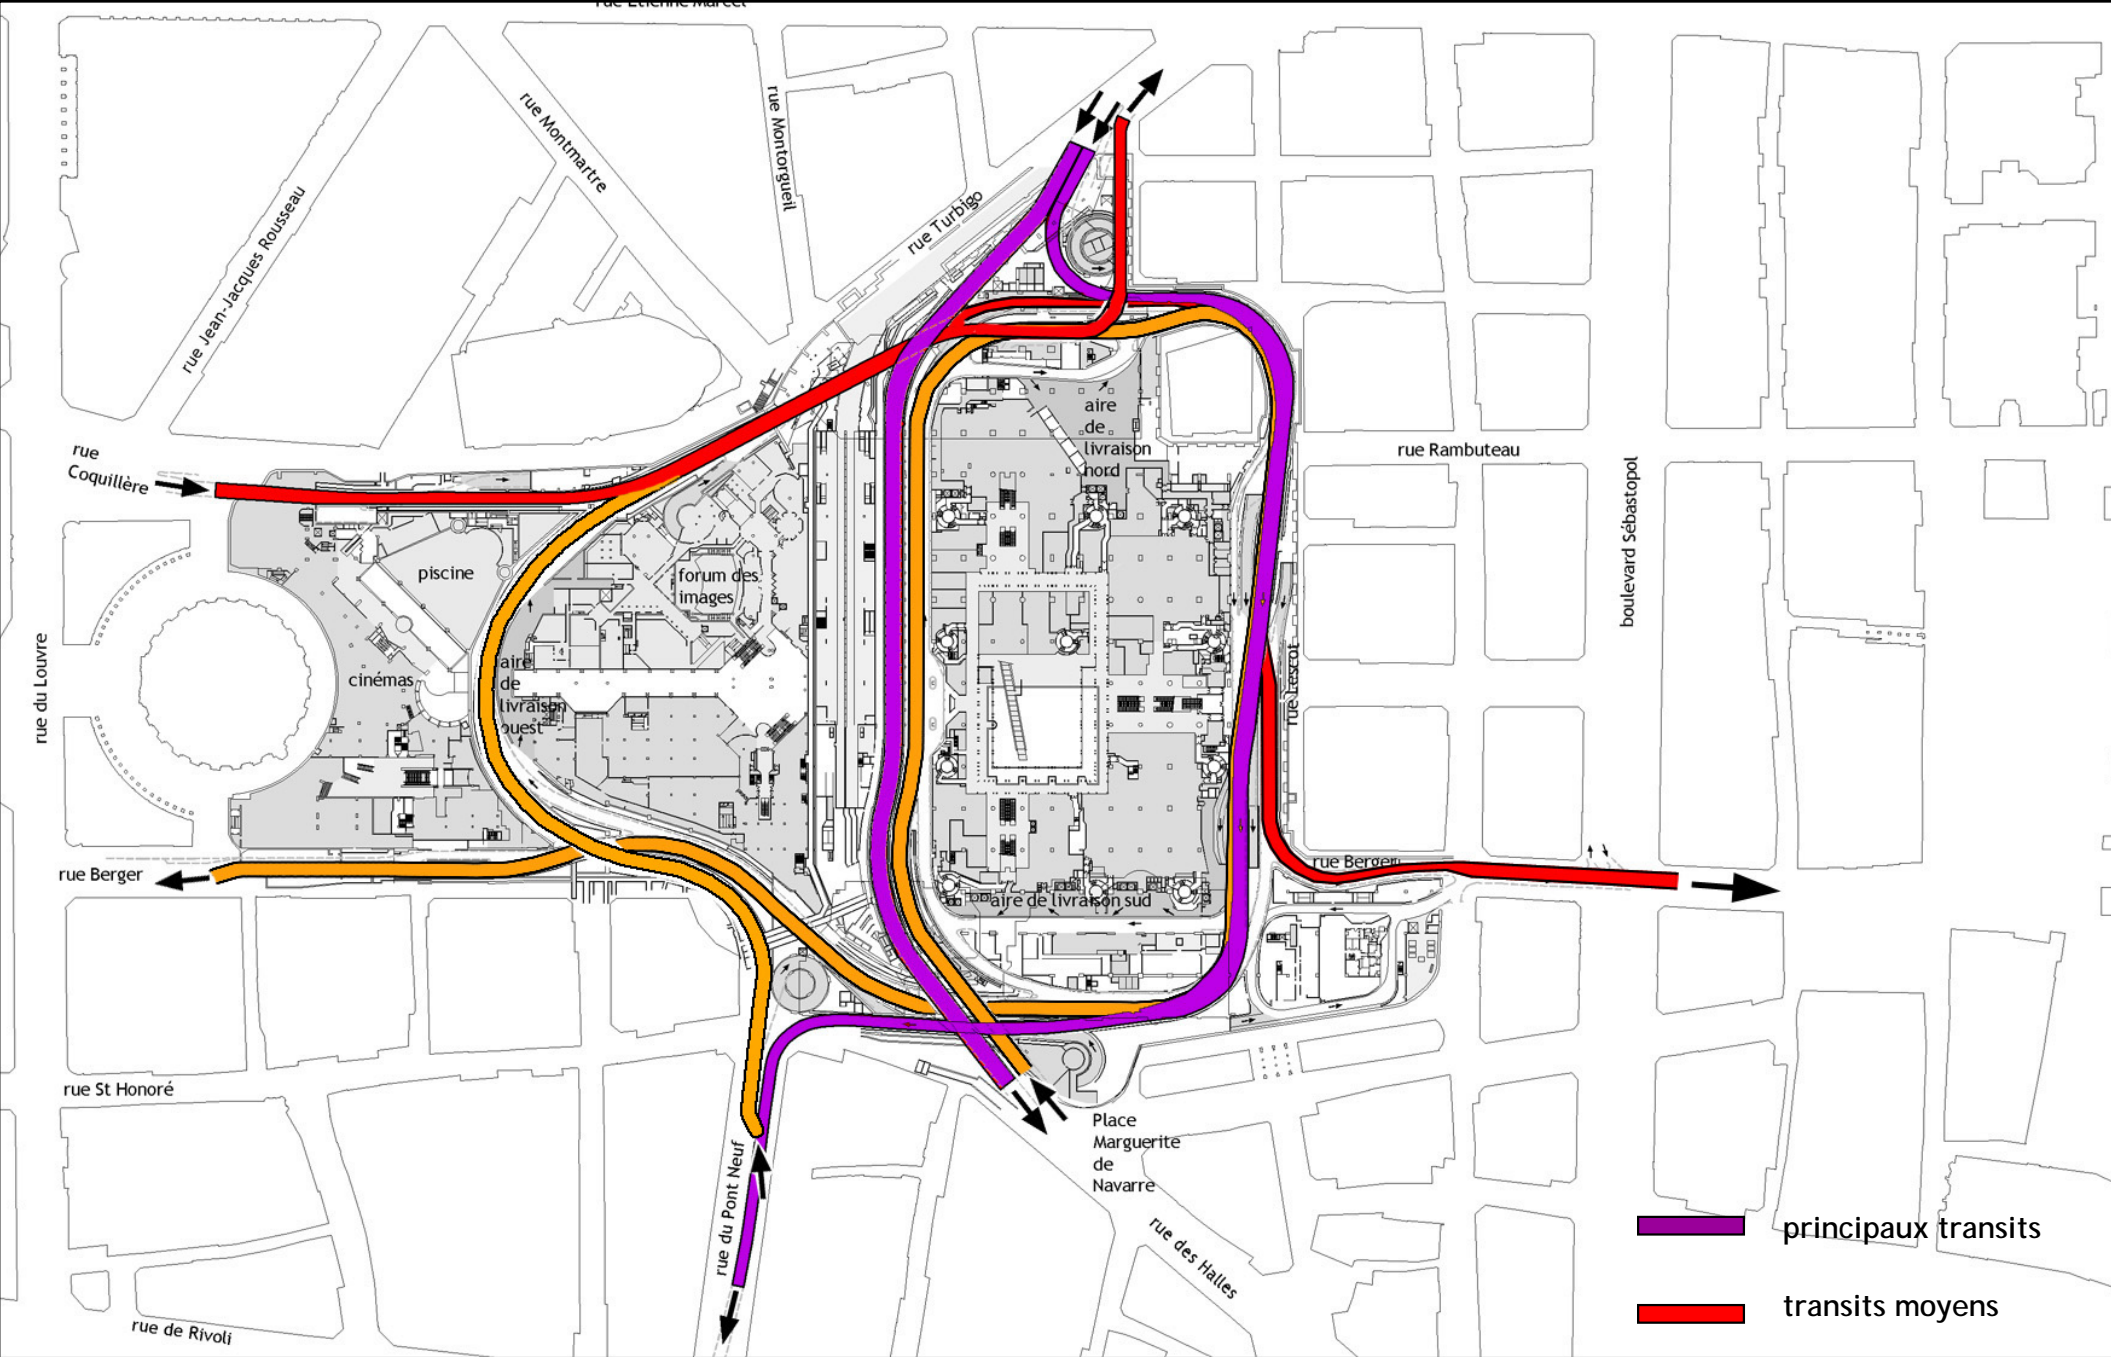 rue Etienne Marcel
rue Montmartre
rue Montorgueil
rue Turbigo
rue Jean-Jacques Rousseau
rue
Coquillère
aire
de
livraison
nord
rue Rambuteau
boulevard Sébastopol
piscine
forum des
images
rue du Louvre
cinémas
aire
de
livraison
ouest
rue Lescot
rue Berger
rue Berger
aire de livraison sud
rue St Honoré
Place
Marguerite
de
Navarre
rue du Pont Neuf
rue des Halles
rue de Rivoli
principaux transits
transits moyens